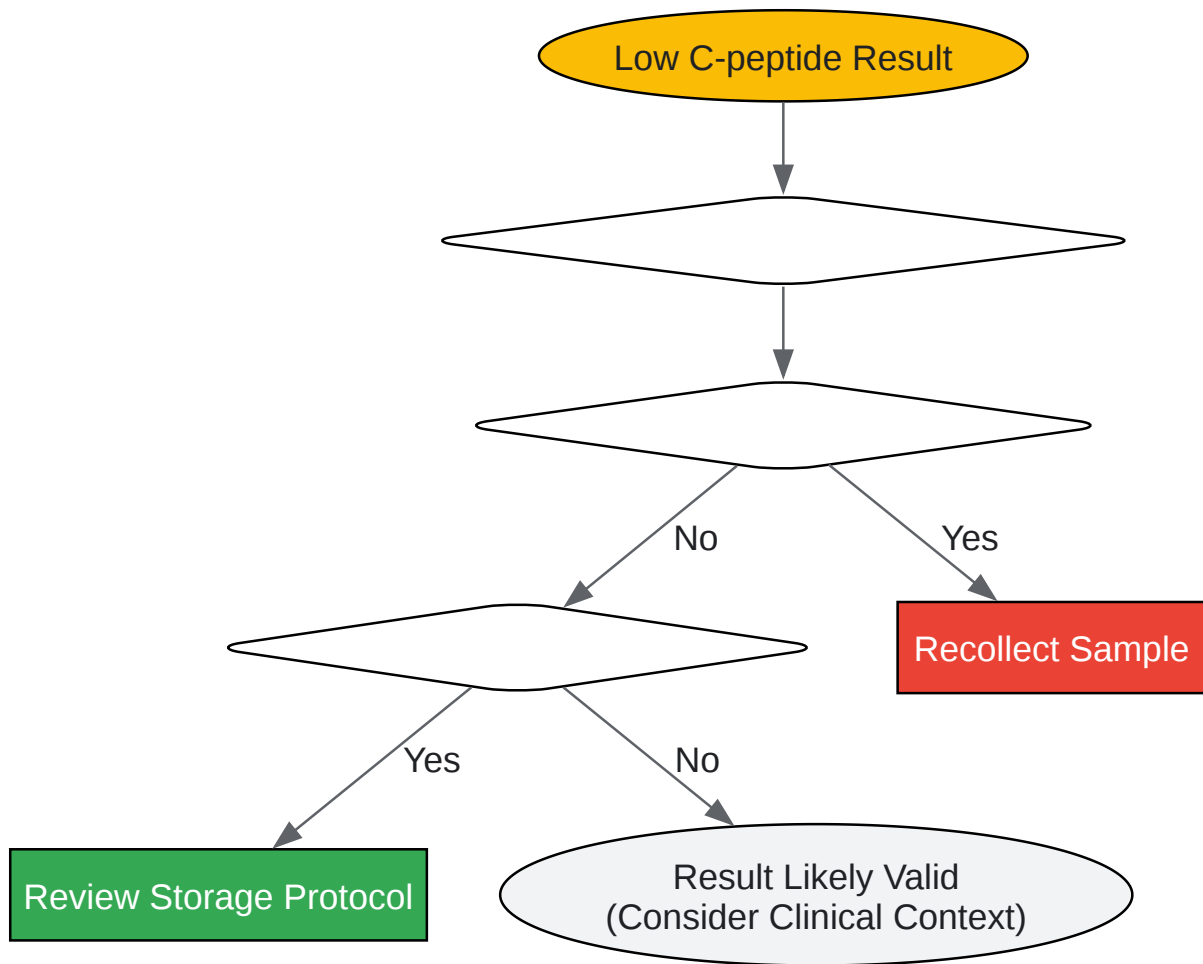 Low C-peptide Result
No
Yes
Recollect Sample
Yes
No
Review Storage Protocol
Result Likely Valid
(Consider Clinical Context)